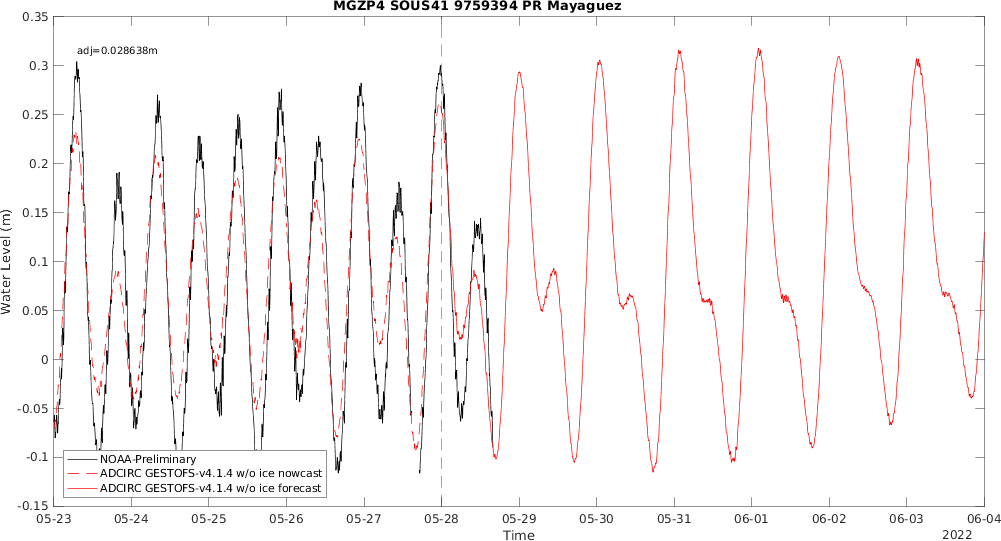 MGZP4 SOUS41 9759394 PR Mayaguez
adj=0.028638m
0.35
0.3
0.25
0.2
0.15
0.1
0.05
0
-0.05
-0.1
-0.15
Water Level (m)
NOAA-Preliminary
ADCIRC GESTOFS-v4.1.4 w/o ice nowcast
ADCIRC GESTOFS-v4.1.4 w/o ice forecast
05-23 05-24 05-25 05-26 05-27 05-28 05-29 05-30 05-31 06-01 06-02 06-03 06-04
Time
2022